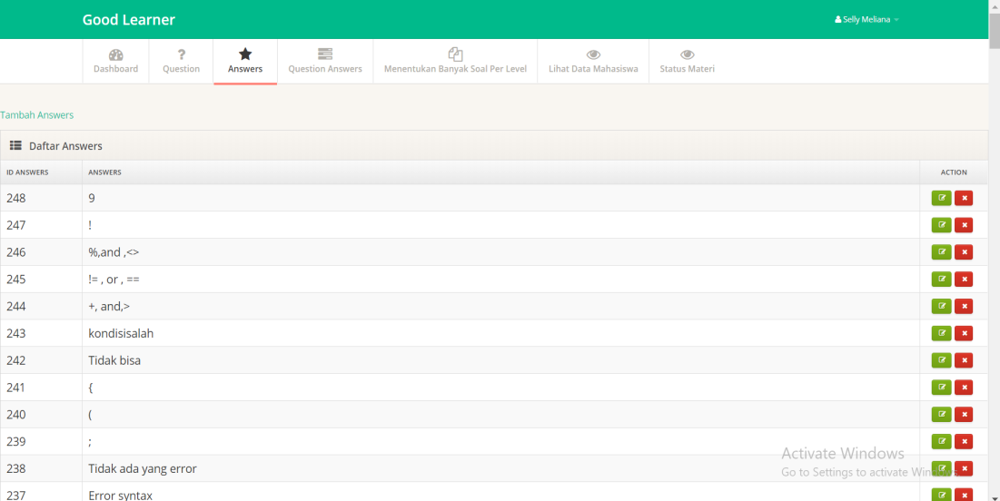 Good Learner
Selly Meliana
Dashboard
Question
Answers
Question Answers
Menentukan Banyak Soal Per Level
Lihat Data Mahasiswa
Status Materi
Tambah Answers
Daftar Answers
ID ANSWERS ANSWERS ACTION
248 9
247 !
246 %,and ,<>
245 != , or , ==
244 +, and,>
243 kondisisalah
242 Tidak bisa
241 {
240 (
239 ;
238 Tidak ada yang error
237 Error syntax
Activate Windows
Go to Settings to activate Windows.